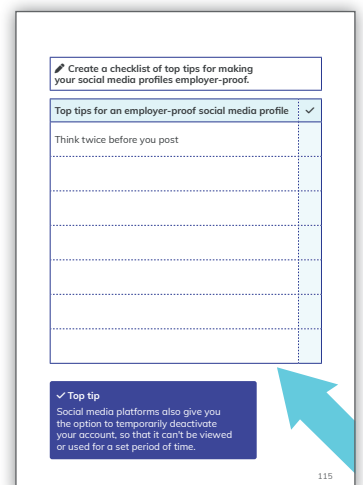 Create a checklist of top tips for making
your social media profiles employer-proof.
Top tips for an employer-proof social media profile ✓
Think twice before you post
✓ Top tip
Social media platforms also give you
the option to temporarily deactivate
your account, so that it can't be viewed
or used for a set period of time.
115